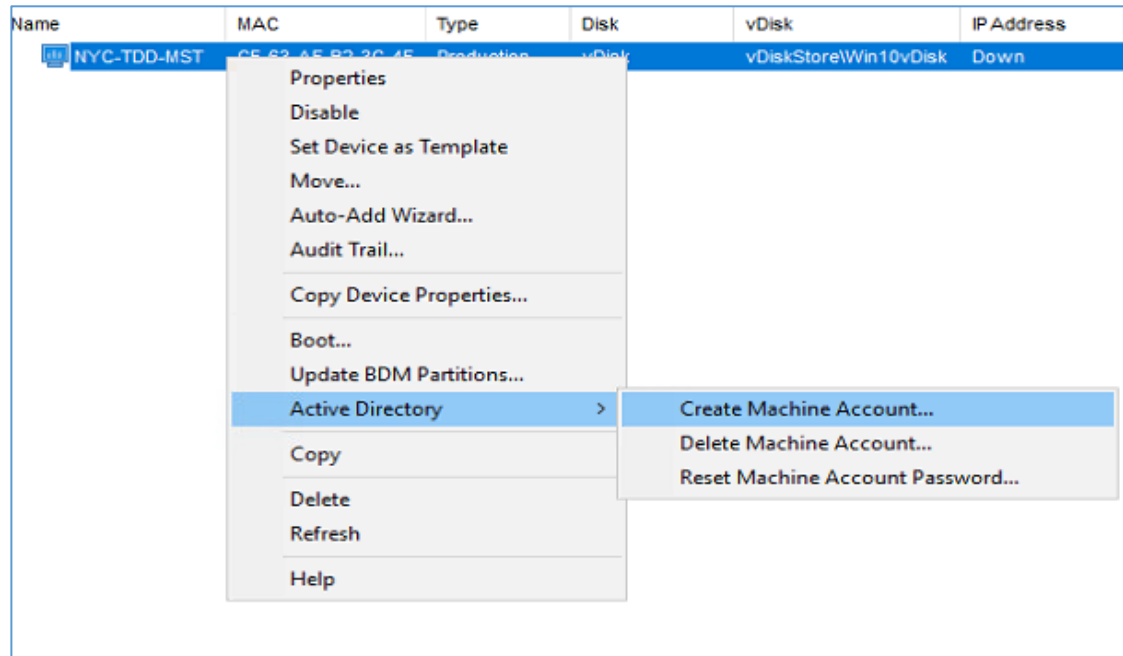 Name MAC Type Disk vDisk IP Address
NYC-TDD-MST vDiskStore\Win10vDisk Down
Properties
Disable
Set Device as Template
Move...
Auto-Add Wizard...
Audit Trail...
Copy Device Properties...
Boot...
Update BDM Partitions...
Active Directory >
Create Machine Account...
Delete Machine Account...
Reset Machine Account Password...
Copy
Delete
Refresh
Help